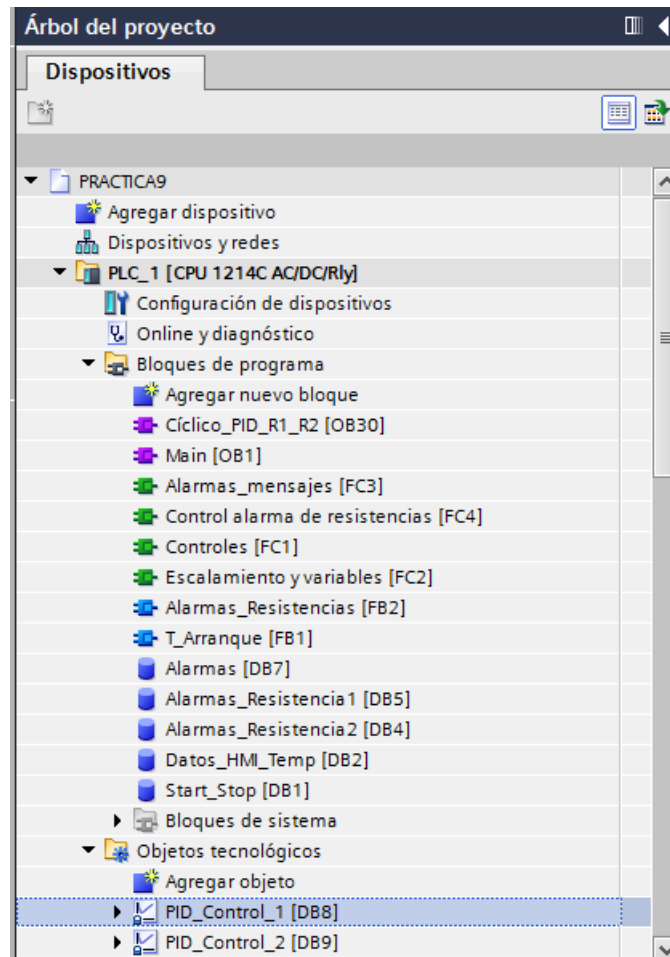 Árbol del proyecto
Dispositivos
PRACTICA9
Agregar dispositivo
Dispositivos y redes
PLC_1 [CPU 1214C AC/DC/Rly]
Configuración de dispositivos
Online y diagnóstico
Bloques de programa
Agregar nuevo bloque
Cíclico_PID_R1_R2 [OB30]
Main [OB1]
Alarmas_mensajes [FC3]
Control alarma de resistencias [FC4]
Controles [FC1]
Escalamiento y variables [FC2]
Alarmas_Resistencias [FB2]
T_Arranque [FB1]
Alarmas [DB7]
Alarmas_Resistencia1 [DB5]
Alarmas_Resistencia2 [DB4]
Datos_HMI_Temp [DB2]
Start_Stop [DB1]
Bloques de sistema
Objetos tecnológicos
Agregar objeto
PID_Control_1 [DB8]
PID_Control_2 [DB9]